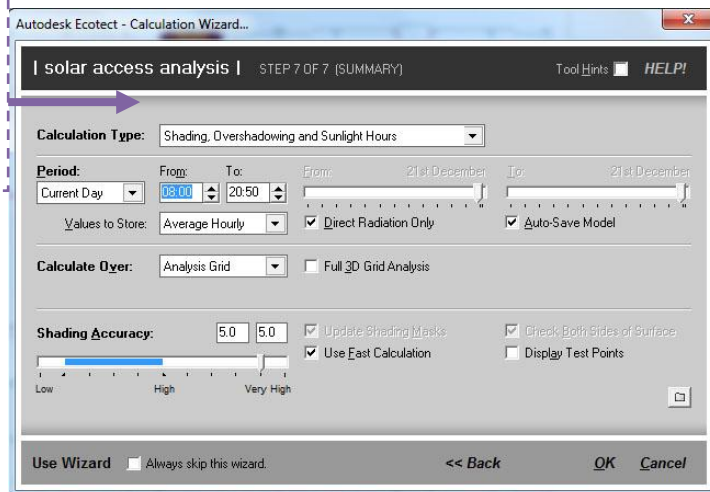 Autodesk Ecotect - Calculation Wizard...
| solar access analysis | STEP 7 OF 7 (SUMMARY) Tool Hints HELP!
Calculation Type: Shading, Overshadowing and Sunlight Hours
Period: From: To: From: 21st December To: 21st December
Current Day 08:00 20:50
Values to Store: Average Hourly Direct Radiation Only Auto-Save Model
Calculate Over: Analysis Grid Full 3D Grid Analysis
Shading Accuracy: 5.0 5.0 Update Shading Masks Check Both Sides of Surface
Use Fast Calculation Display Test Points
Low High Very High
Use Wizard Always skip this wizard. << Back OK Cancel